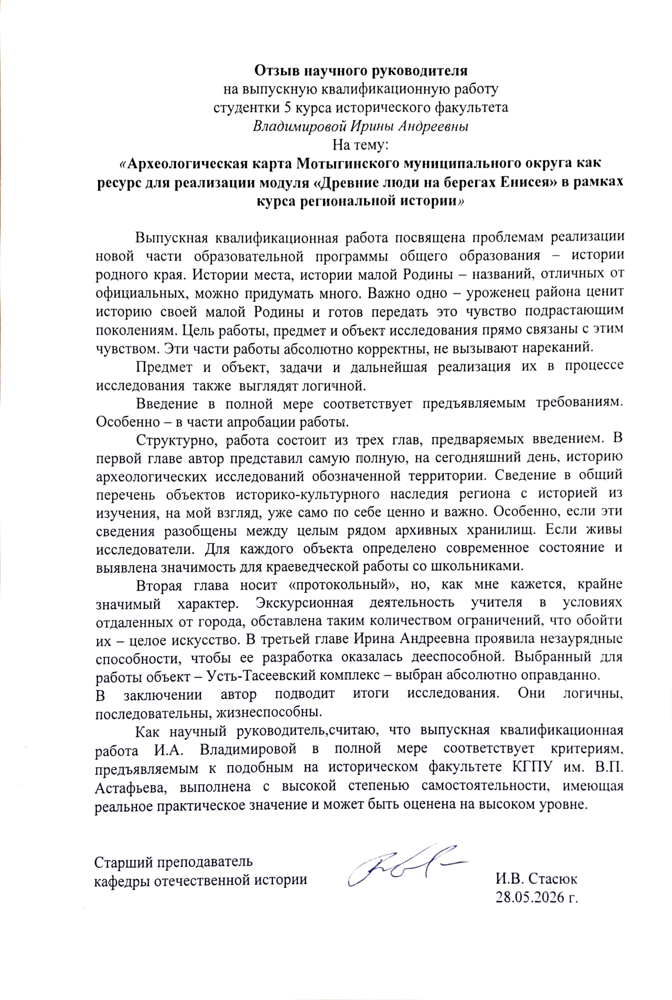 Отзыв научного руководителя
на выпускную квалификационную работу
студентки 5 курса исторического факультета
Владимировой Ирины Андреевны
На тему:
«Археологическая карта Мотыгинского муниципального округа как
ресурс для реализации модуля «Древние люди на берегах Енисея» в рамках
курса региональной истории»
Выпускная квалификационная работа посвящена проблемам реализации
новой части образовательной программы общего образования – истории
родного края. Истории места, истории малой Родины – названий, отличных от
официальных, можно придумать много. Важно одно – уроженец района ценит
историю своей малой Родины и готов передать это чувство подрастающим
поколениям. Цель работы, предмет и объект исследования прямо связаны с этим
чувством. Эти части работы абсолютно корректны, не вызывают нареканий.
Предмет и объект, задачи и дальнейшая реализация их в процессе
исследования также выглядят логичной.
Введение в полной мере соответствует предъявляемым требованиям.
Особенно – в части апробации работы.
Структурно, работа состоит из трех глав, предваряемых введением. В
первой главе автор представил самую полную, на сегодняшний день, историю
археологических исследований обозначенной территории. Сведение в общий
перечень объектов историко-культурного наследия региона с историей из
изучения, на мой взгляд, уже само по себе ценно и важно. Особенно, если эти
сведения разобщены между целым рядом архивных хранилищ. Если живы
исследователи. Для каждого объекта определено современное состояние и
выявлена значимость для краеведческой работы со школьниками.
Вторая глава носит «протокольный», но, как мне кажется, крайне
значимый характер. Экскурсионная деятельность учителя в условиях
отдаленных от города, обставлена таким количеством ограничений, что обойти
их – целое искусство. В третьей главе Ирина Андреевна проявила незаурядные
способности, чтобы ее разработка оказалась дееспособной. Выбранный для
работы объект – Усть-Тасеевский комплекс – выбран абсолютно оправданно.
В заключении автор подводит итоги исследования. Они логичны,
последовательны, жизнеспособны.
Как научный руководитель,считаю, что выпускная квалификационная
работа И.А. Владимировой в полной мере соответствует критериям,
предъявляемым к подобным на историческом факультете КГПУ им. В.П.
Астафьева, выполнена с высокой степенью самостоятельности, имеющая
реальное практическое значение и может быть оценена на высоком уровне.
Старший преподаватель
кафедры отечественной истории
И.В. Стасюк
28.05.2026 г.